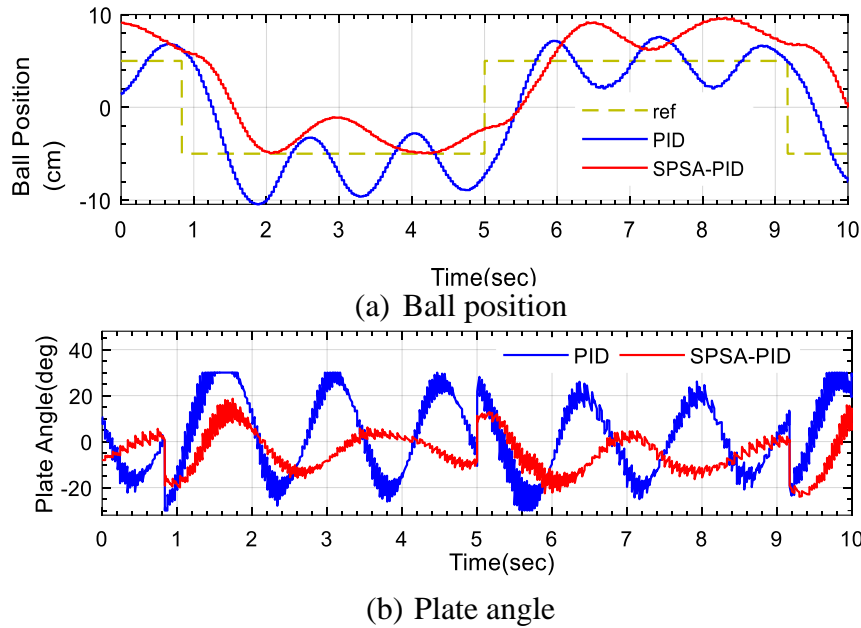 10
0
-10
Ball Position
(cm)
ref
PID
SPSA-PID
0 1 2 3 4 5 6 7 8 9 10
Time(sec)
(a) Ball position
40
20
0
-20
Plate Angle(deg)
PID SPSA-PID
0 1 2 3 4 5 6 7 8 9 10
Time(sec)
(b) Plate angle